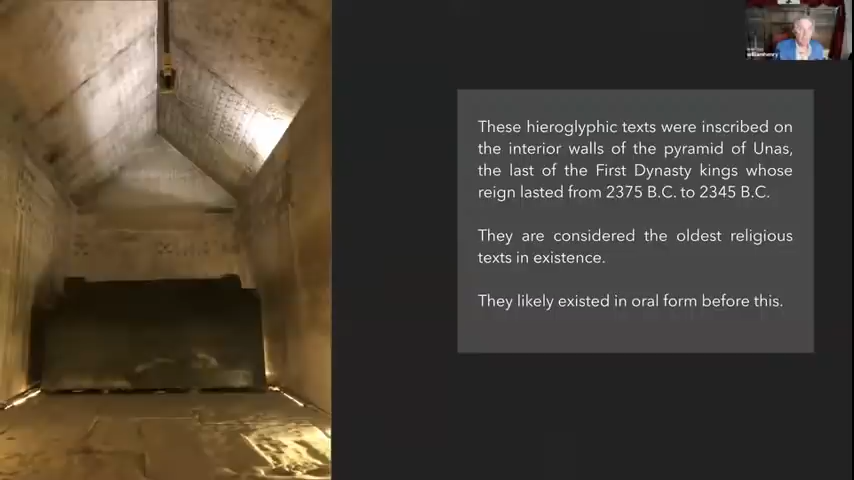 williamhenry
These hieroglyphic texts were inscribed on
the interior walls of the pyramid of Unas,
the last of the First Dynasty kings whose
reign lasted from 2375 B.C. to 2345 B.C.
They are considered the oldest religious
texts in existence.
They likely existed in oral form before this.